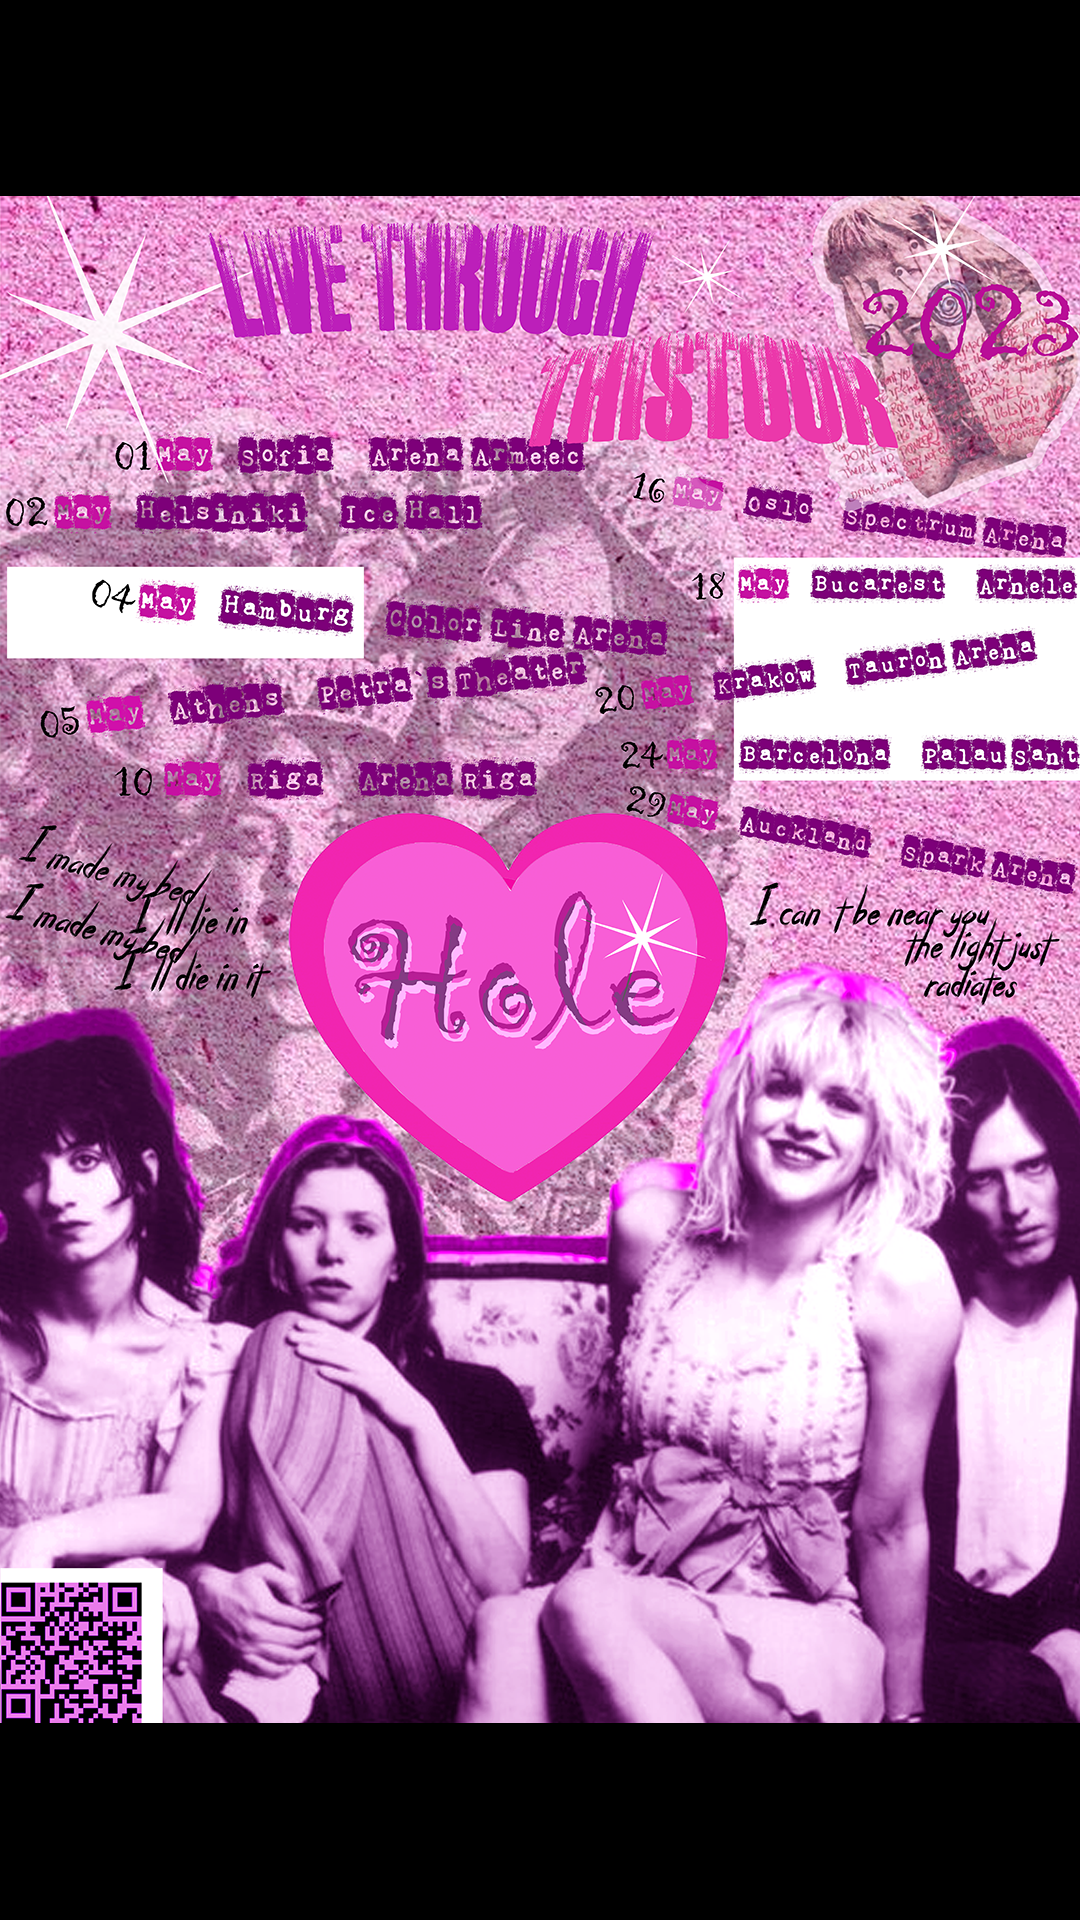 LIVE THROUGH
THIS TOUR
2023
01 May Sofia Arena Armeec
02 May Helsiniki Ice Hall
04 May Hamburg Color Line Arena
05 May Athens Petra's Theater
10 May Riga Arena Riga
16 May Oslo Spectrum Arena
18 May Bucarest Arnele
20 May Krakow Tauron Arena
24 May Barcelona Palau Sant
29 May Auckland Spark Arena
I made my bed
I'll lie in
I made my bed
I'll die in it
Hole
I can't be near you
the light just
radiates